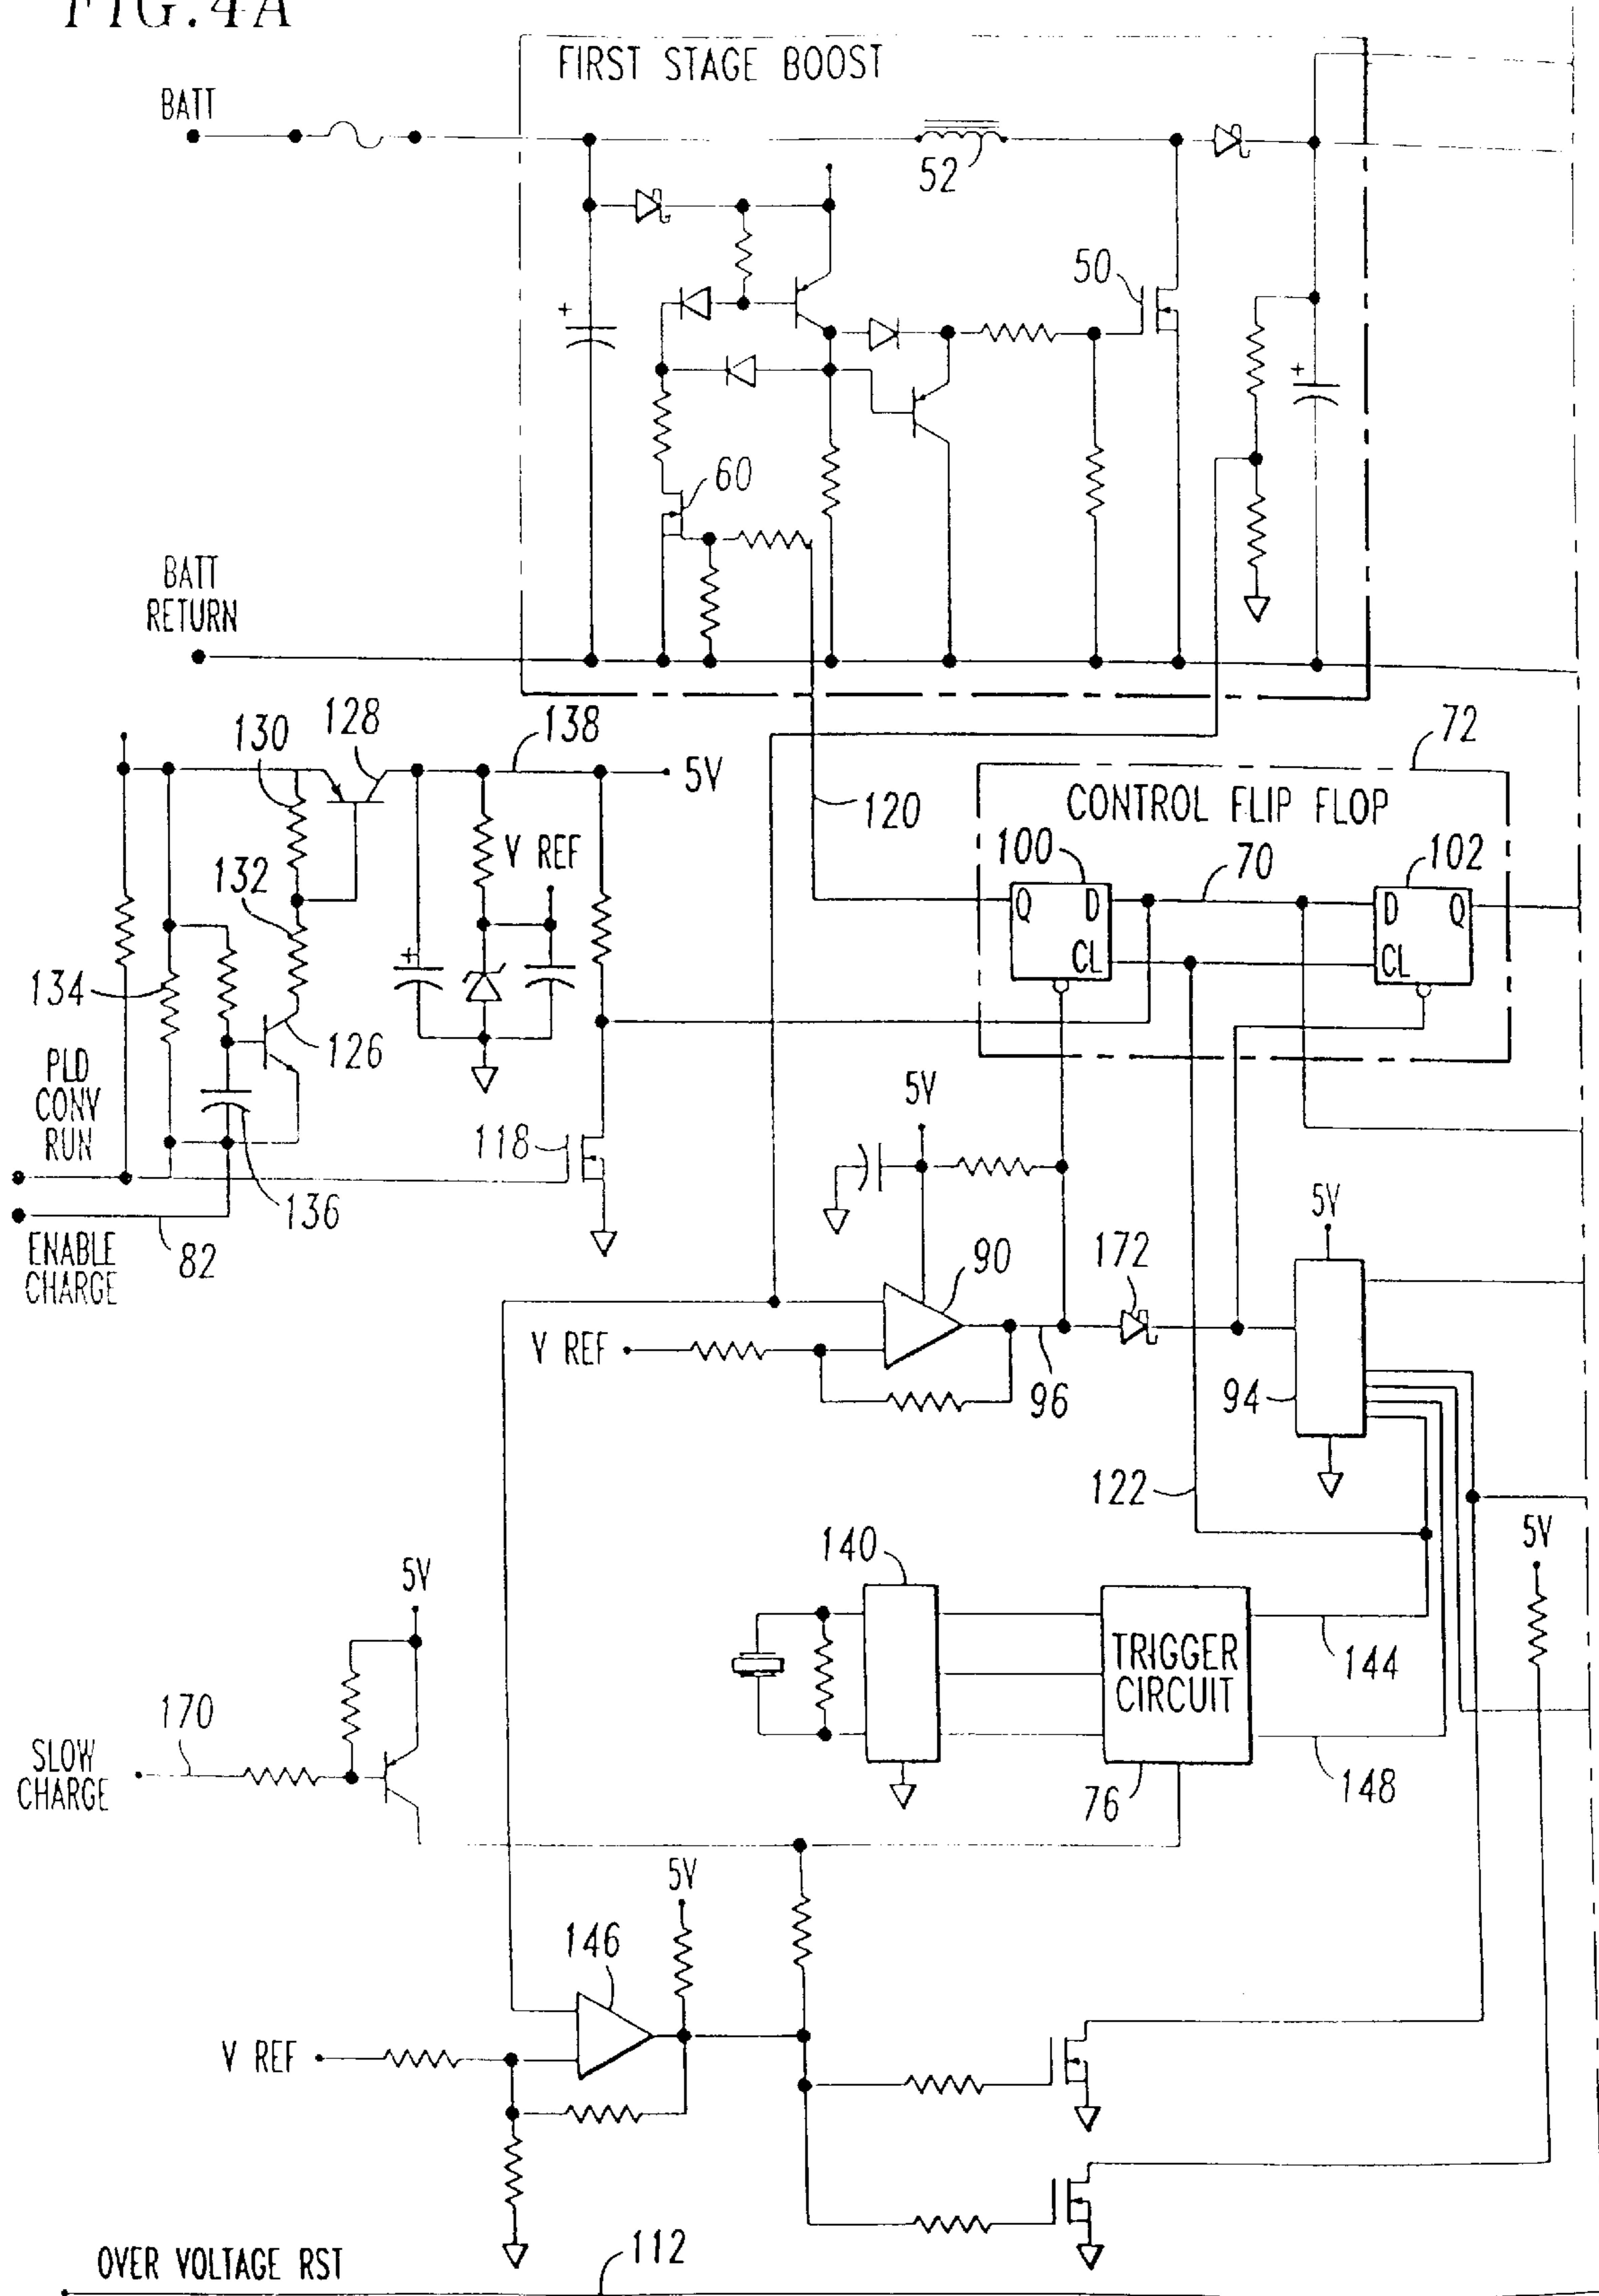 FIG.4A
FIRST STAGE BOOST
BATT
52
50
60
BATT
RETURN
130
128
138
5V
72
CONTROL FLIP FLOP
120
100
70
102
V REF
132
Q
D
D
Q
CL
CL
134
126
PLD
CONV
RUN
5V
118
136
5V
ENABLE
CHARGE
82
90
172
V REF
96
94
122
5V
140
5V
TRIGGER
CIRCUIT
144
170
SLOW
CHARGE
76
148
5V
146
V REF
OVER VOLTAGE RST
112